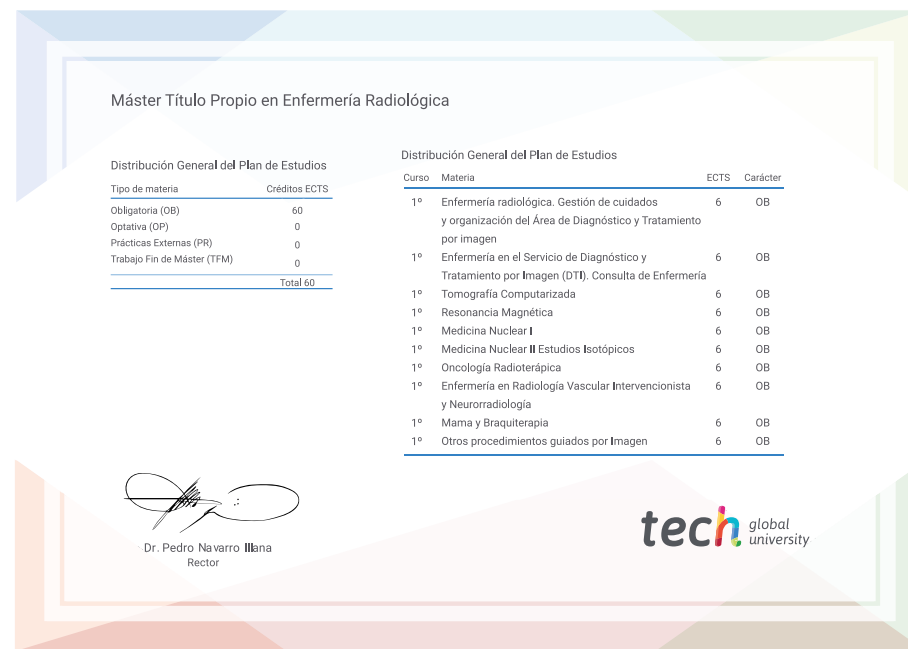 Máster Título Propio en Enfermería Radiológica
Distribución General del Plan de Estudios
Tipo de materia Créditos ECTS
Obligatoria (OB) 60
Optativa (OP) 0
Prácticas Externas (PR) 0
Trabajo Fin de Máster (TFM) 0
Total 60
Distribución General del Plan de Estudios
Curso Materia ECTS Carácter
1º Enfermería radiológica. Gestión de cuidados 6 OB
y organización del Área de Diagnóstico y Tratamiento
por imagen
1º Enfermería en el Servicio de Diagnóstico y 6 OB
Tratamiento por Imagen (DTI). Consulta de Enfermería
1º Tomografía Computarizada 6 OB
1º Resonancia Magnética 6 OB
1º Medicina Nuclear I 6 OB
1º Medicina Nuclear II Estudios Isotópicos 6 OB
1º Oncología Radioterápica 6 OB
1º Enfermería en Radiología Vascular Intervencionista 6 OB
y Neurorradiología
1º Mama y Braquiterapia 6 OB
1º Otros procedimientos guiados por Imagen 6 OB
Dr. Pedro Navarro Illana
Rector
tech global
university